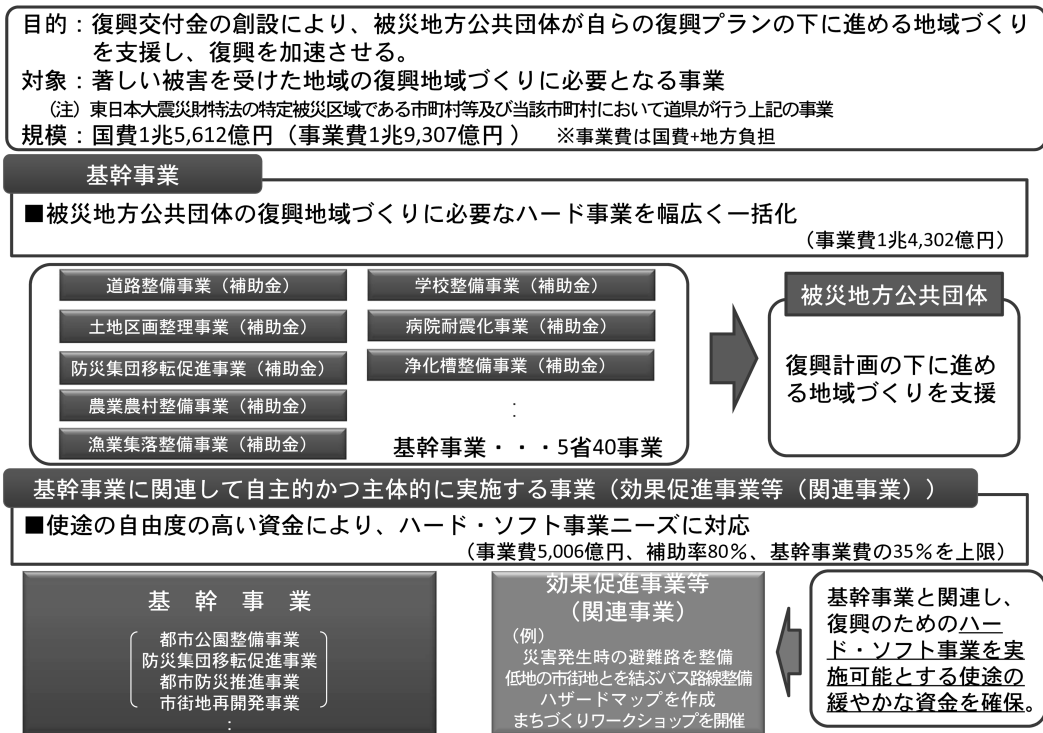 目的：復興交付金の創設により、被災地方公共団体が自らの復興プランの下に進める地域づくり
を支援し、復興を加速させる。
対象：著しい被害を受けた地域の復興地域づくりに必要となる事業
（注）東日本大震災財特法の特定被災区域である市町村等及び当該市町村において道県が行う上記の事業
規模：国費1兆5,612億円（事業費1兆9,307億円 ）　※事業費は国費+地方負担
基幹事業
■被災地方公共団体の復興地域づくりに必要なハード事業を幅広く一括化
（事業費1兆4,302億円）
道路整備事業（補助金）
土地区画整理事業（補助金）
防災集団移転促進事業（補助金）
農業農村整備事業（補助金）
漁業集落整備事業（補助金）
学校整備事業（補助金）
病院耐震化事業（補助金）
浄化槽整備事業（補助金）
：
基幹事業・・・5省40事業
被災地方公共団体
復興計画の下に進め
る地域づくりを支援
基幹事業に関連して自主的かつ主体的に実施する事業（効果促進事業等（関連事業））
■使途の自由度の高い資金により、ハード・ソフト事業ニーズに対応
（事業費5,006億円、補助率80％、基幹事業費の35％を上限）
基　幹　事　業
都市公園整備事業
防災集団移転促進事業
都市防災推進事業
市街地再開発事業
：
効果促進事業等
（関連事業）
（例）
災害発生時の避難路を整備
低地の市街地とを結ぶバス路線整備
ハザードマップを作成
まちづくりワークショップを開催
基幹事業と関連し、
復興のためのハー
ド・ソフト事業を実
施可能とする使途の
緩やかな資金を確保。